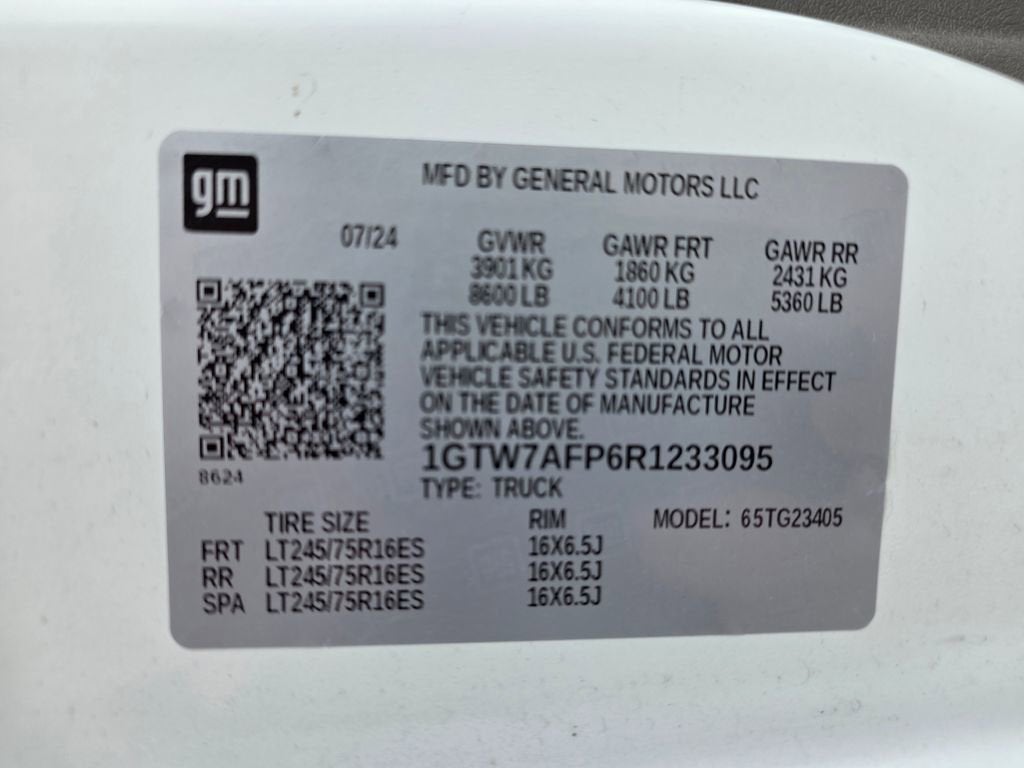 gm
MFD BY GENERAL MOTORS LLC
07/24
GVWR GAWR FRT GAWR RR
3901 KG 1860 KG 2431 KG
8600 LB 4100 LB 5360 LB
THIS VEHICLE CONFORMS TO ALL
APPLICABLE U.S. FEDERAL MOTOR
VEHICLE SAFETY STANDARDS IN EFFECT
ON THE DATE OF MANUFACTURE
SHOWN ABOVE.
1GTW7AFP6R1233095
8624
TYPE: TRUCK
TIRE SIZE RIM MODEL: 65TG23405
FRT LT245/75R16ES 16X6.5J
RR LT245/75R16ES 16X6.5J
SPA LT245/75R16ES 16X6.5J